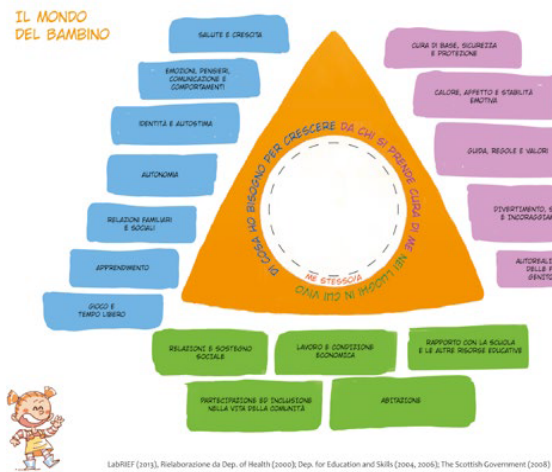 IL MONDO
DEL BAMBINO
SALUTE E CRESCITA
EMOZIONI, PENSIERI,
COMUNICAZIONE E
COMPORTAMENTI
IDENTITÀ E AUTOSTIMA
AUTONOMIA
RELAZIONI FAMILIARI
E SOCIALI
APPRENDIMENTO
GIOCO E
TEMPO LIBERO
DI COSA HO BISOGNO PER CRESCERE
DA CHI SI PRENDE CURA DI ME
NEI LUOGHI IN CUI VIVO
ME STESSO/A
CURA DI BASE, SICUREZZA
E PROTEZIONE
CALORE, AFFETTO E STABILITÀ
EMOTIVA
GUIDA, REGOLE E VALORI
DIVERTIMENTO,
E
DELLE
RELAZIONI E SOSTEGNO
SOCIALE
LAVORO E CONDIZIONE
ECONOMICA
RAPPORTO CON LA SCUOLA
E LE ALTRE RISORSE EDUCATIVE
PARTECIPAZIONE ED INCLUSIONE
NELLA VITA DELLA COMUNITÀ
ABITAZIONE
LabRIEF (2013), Rielaborazione da Dep. of Health (2000); Dep. for Education and Skills (2004, 2006); The Scottish Government (2008)